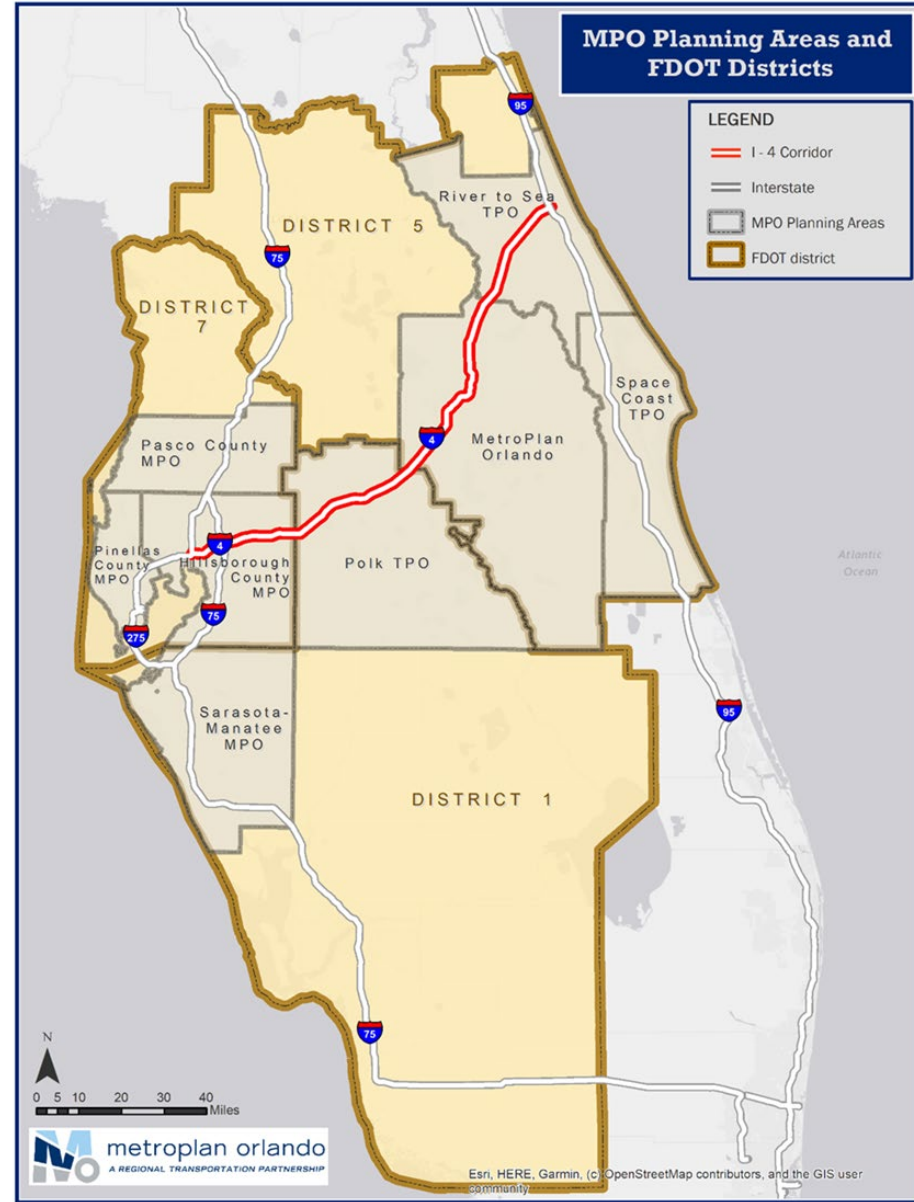 MPO Planning Areas and
FDOT Districts
LEGEND
I - 4 Corridor
Interstate
MPO Planning Areas
FDOT district
95
River to Sea
TPO
DISTRICT 5
75
DISTRICT
7
Space
Coast
TPO
4
MetroPlan
Orlando
Pasco County
MPO
4
Pinellas
County
MPO
Hillsborough
County
MPO
Polk TPO
Atlantic
Ocean
75
275
Sarasota-
Manatee
MPO
95
DISTRICT 1
75
N
0 5 10 20 30 40
Miles
metroplan orlando
A REGIONAL TRANSPORTATION PARTNERSHIP
Esri, HERE, Garmin, (c) OpenStreetMap contributors, and the GIS user
community